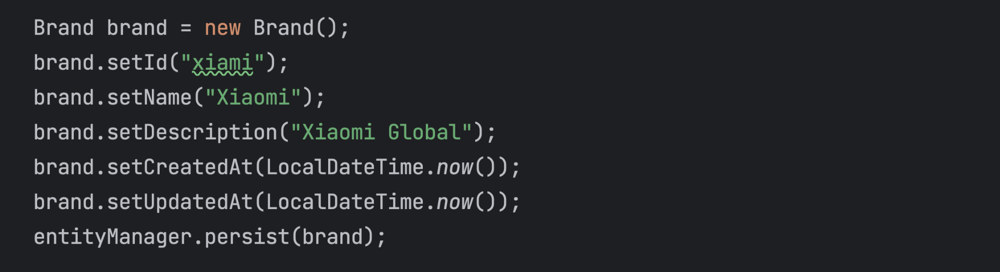 Brand brand = new Brand();
brand.setId("xiami");
brand.setName("Xiaomi");
brand.setDescription("Xiaomi Global");
brand.setCreatedAt(LocalDateTime.now());
brand.setUpdatedAt(LocalDateTime.now());
entityManager.persist(brand);